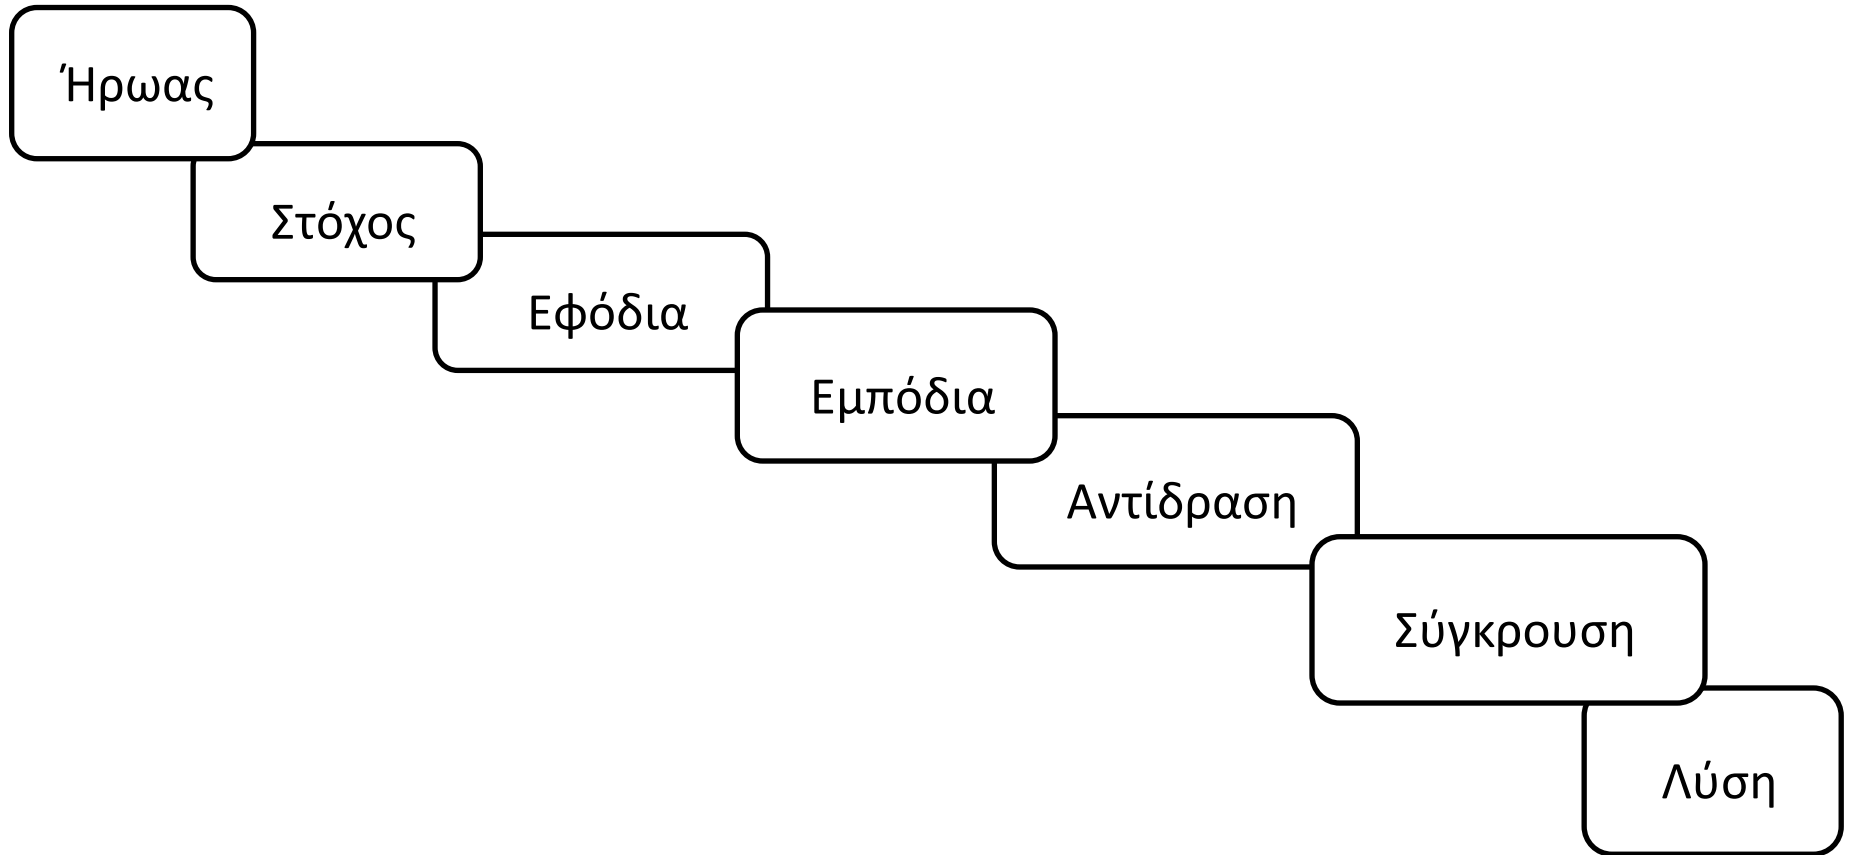 Ήρωας
Στόχος
Εφόδια
Εμπόδια
Αντίδραση
Σύγκρουση
Λύση